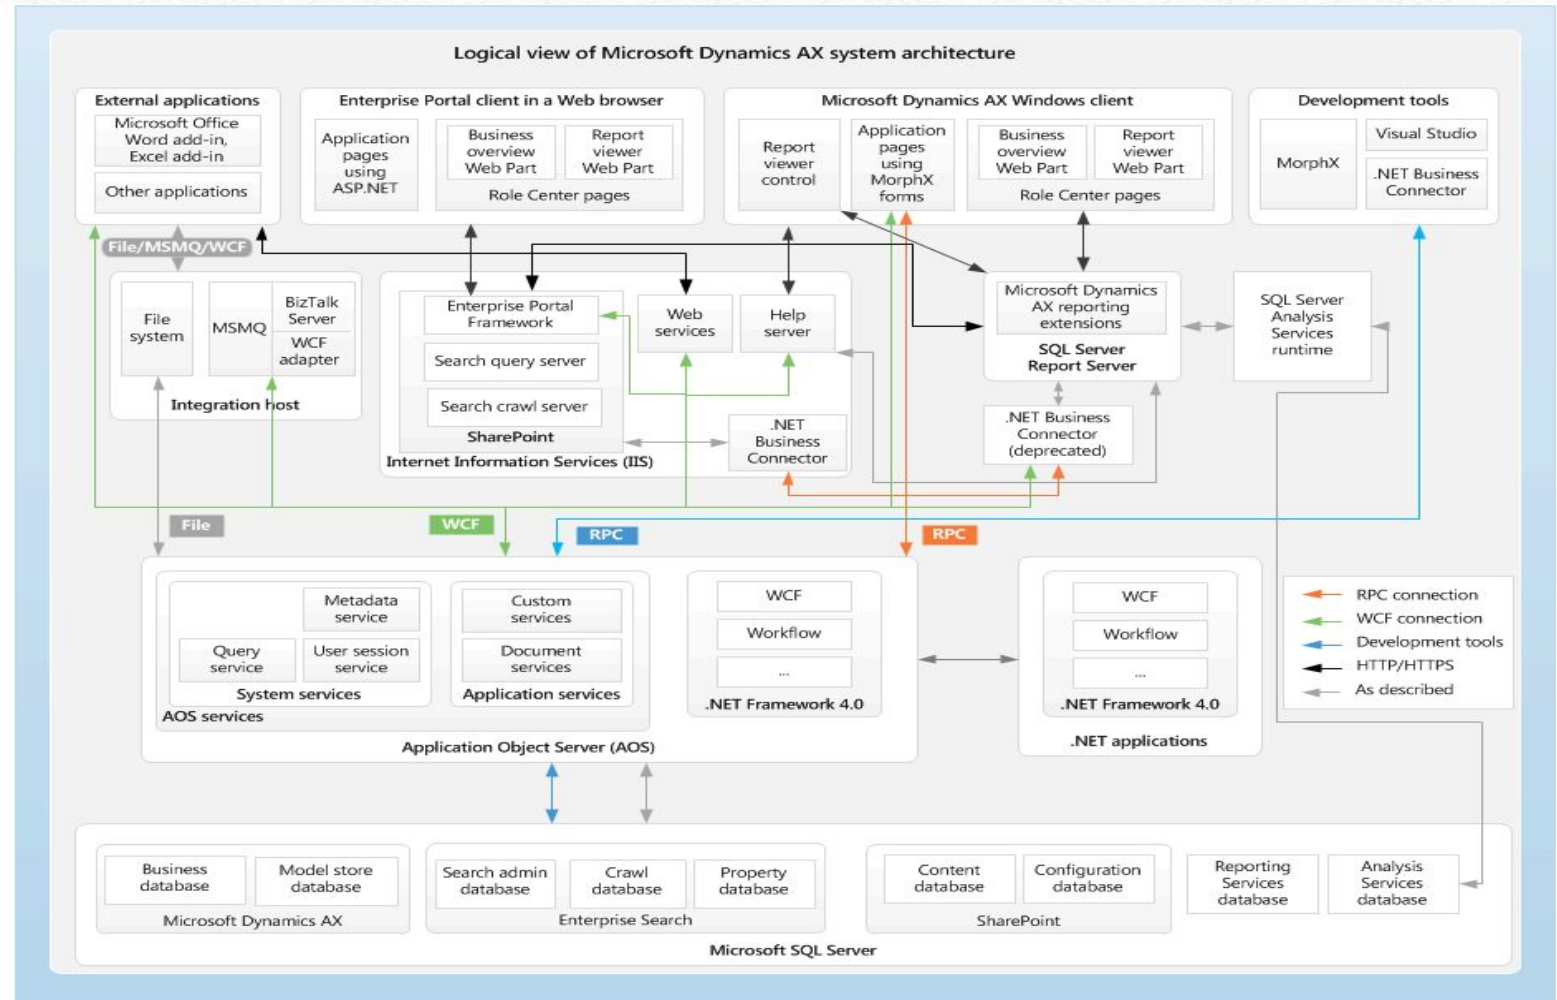 Logical view of Microsoft Dynamics AX system architecture
External applications
Microsoft Office
Word add-in,
Excel add-in
Other applications
Enterprise Portal client in a Web browser
Application
pages
using
ASP.NET
Business
overview
Web Part
Report
viewer
Web Part
Role Center pages
Microsoft Dynamics AX Windows client
Report
viewer
control
Application
pages
using
MorphX
forms
Business
overview
Web Part
Report
viewer
Web Part
Role Center pages
Development tools
MorphX
Visual Studio
.NET Business
Connector
File/MSMQ/WCF
File
system
MSMQ
BizTalk
Server
WCF
adapter
Integration host
Enterprise Portal
Framework
Search query server
Search crawl server
SharePoint
Internet Information Services (IIS)
Web
services
Help
server
.NET
Business
Connector
Microsoft Dynamics
AX reporting
extensions
SQL Server
Report Server
SQL Server
Analysis
Services
runtime
.NET Business
Connector
(deprecated)
File
WCF
RPC
RPC
Metadata
service
Query
service
User session
service
System services
Custom
services
Document
services
Application services
AOS services
WCF
Workflow
...
.NET Framework 4.0
Application Object Server (AOS)
WCF
Workflow
...
.NET Framework 4.0
.NET applications
RPC connection
WCF connection
Development tools
HTTP/HTTPS
As described
Business
database
Model store
database
Microsoft Dynamics AX
Search admin
database
Crawl
database
Property
database
Enterprise Search
Content
database
Configuration
database
SharePoint
Reporting
Services
database
Analysis
Services
database
Microsoft SQL Server